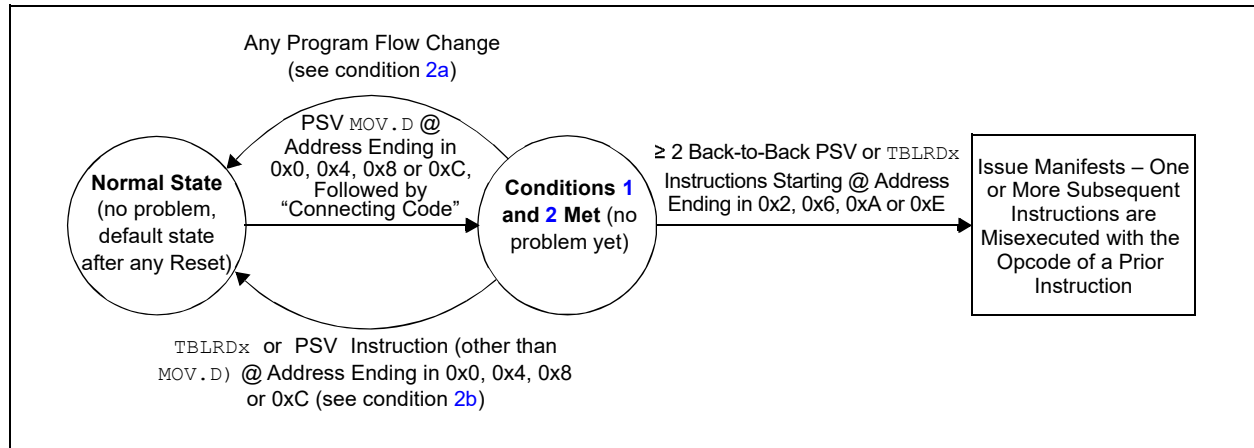 Any Program Flow Change
(see condition 2a)
PSV MOV.D @
Address Ending in
0x0, 0x4, 0x8 or 0xC,
Followed by
“Connecting Code”
Normal State
(no problem,
default state
after any Reset)
Conditions 1
and 2 Met (no
problem yet)
≥ 2 Back-to-Back PSV or TBLRDx
Instructions Starting @ Address
Ending in 0x2, 0x6, 0xA or 0xE
Issue Manifests – One
or More Subsequent
Instructions are
Misexecuted with the
Opcode of a Prior
Instruction
TBLRDx or PSV Instruction (other than
MOV.D) @ Address Ending in 0x0, 0x4, 0x8
or 0xC (see condition 2b)